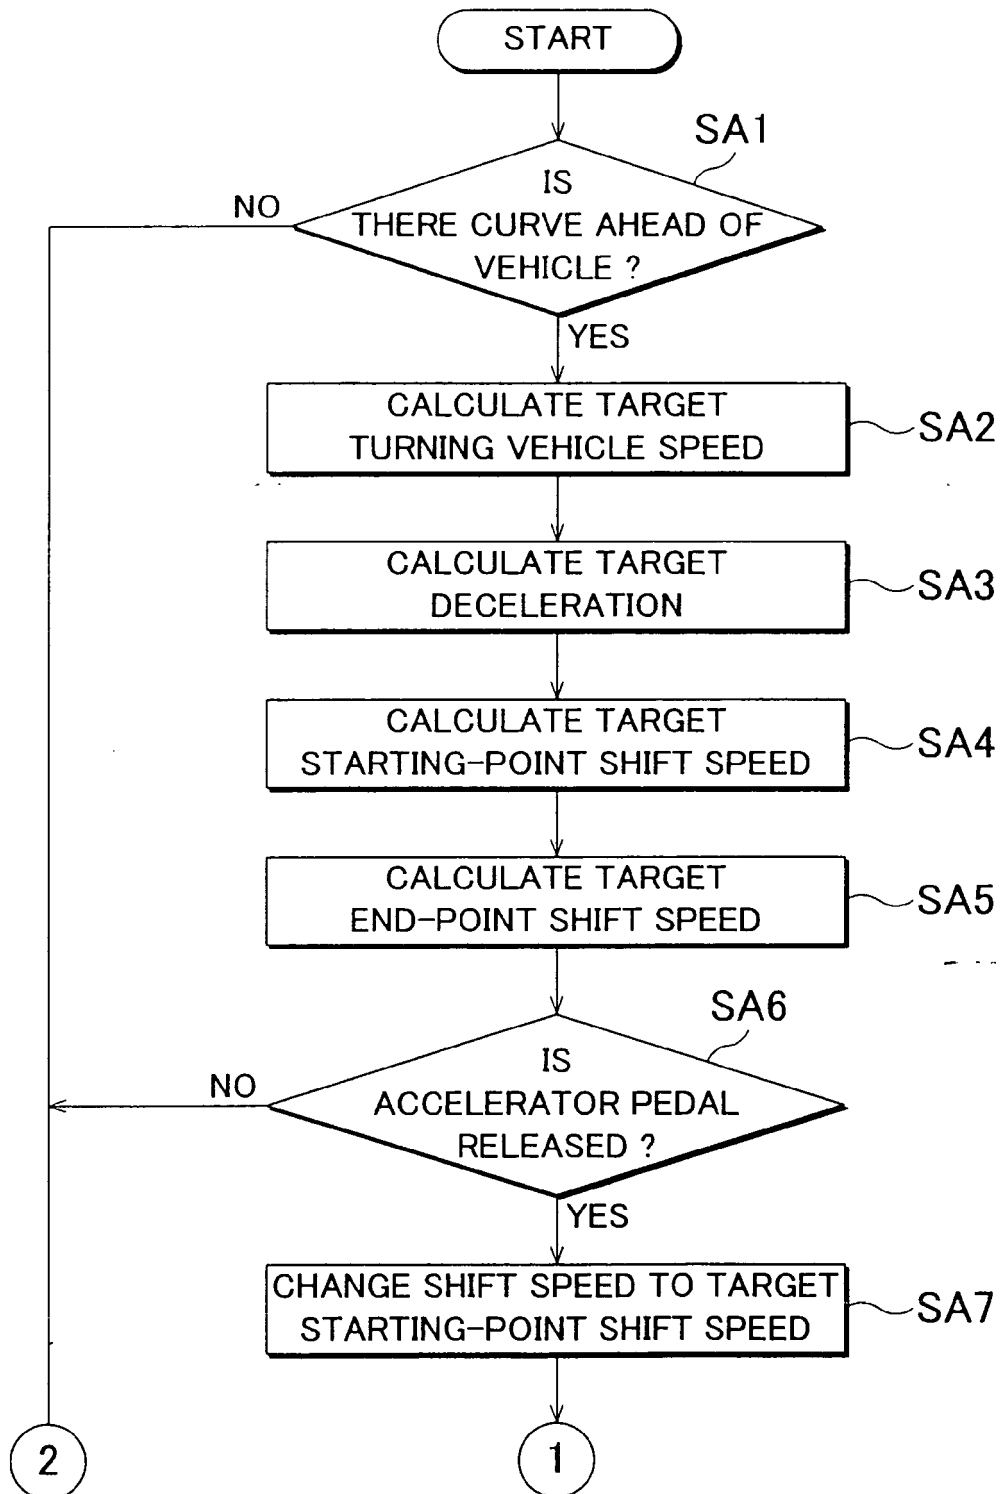 START
SA1
IS
THERE CURVE AHEAD OF
VEHICLE ?
NO
YES
CALCULATE TARGET
TURNING VEHICLE SPEED
SA2
CALCULATE TARGET
DECELERATION
SA3
CALCULATE TARGET
STARTING-POINT SHIFT SPEED
SA4
CALCULATE TARGET
END-POINT SHIFT SPEED
SA5
SA6
IS
ACCELERATOR PEDAL
RELEASED ?
NO
YES
CHANGE SHIFT SPEED TO TARGET
STARTING-POINT SHIFT SPEED
SA7
2
1